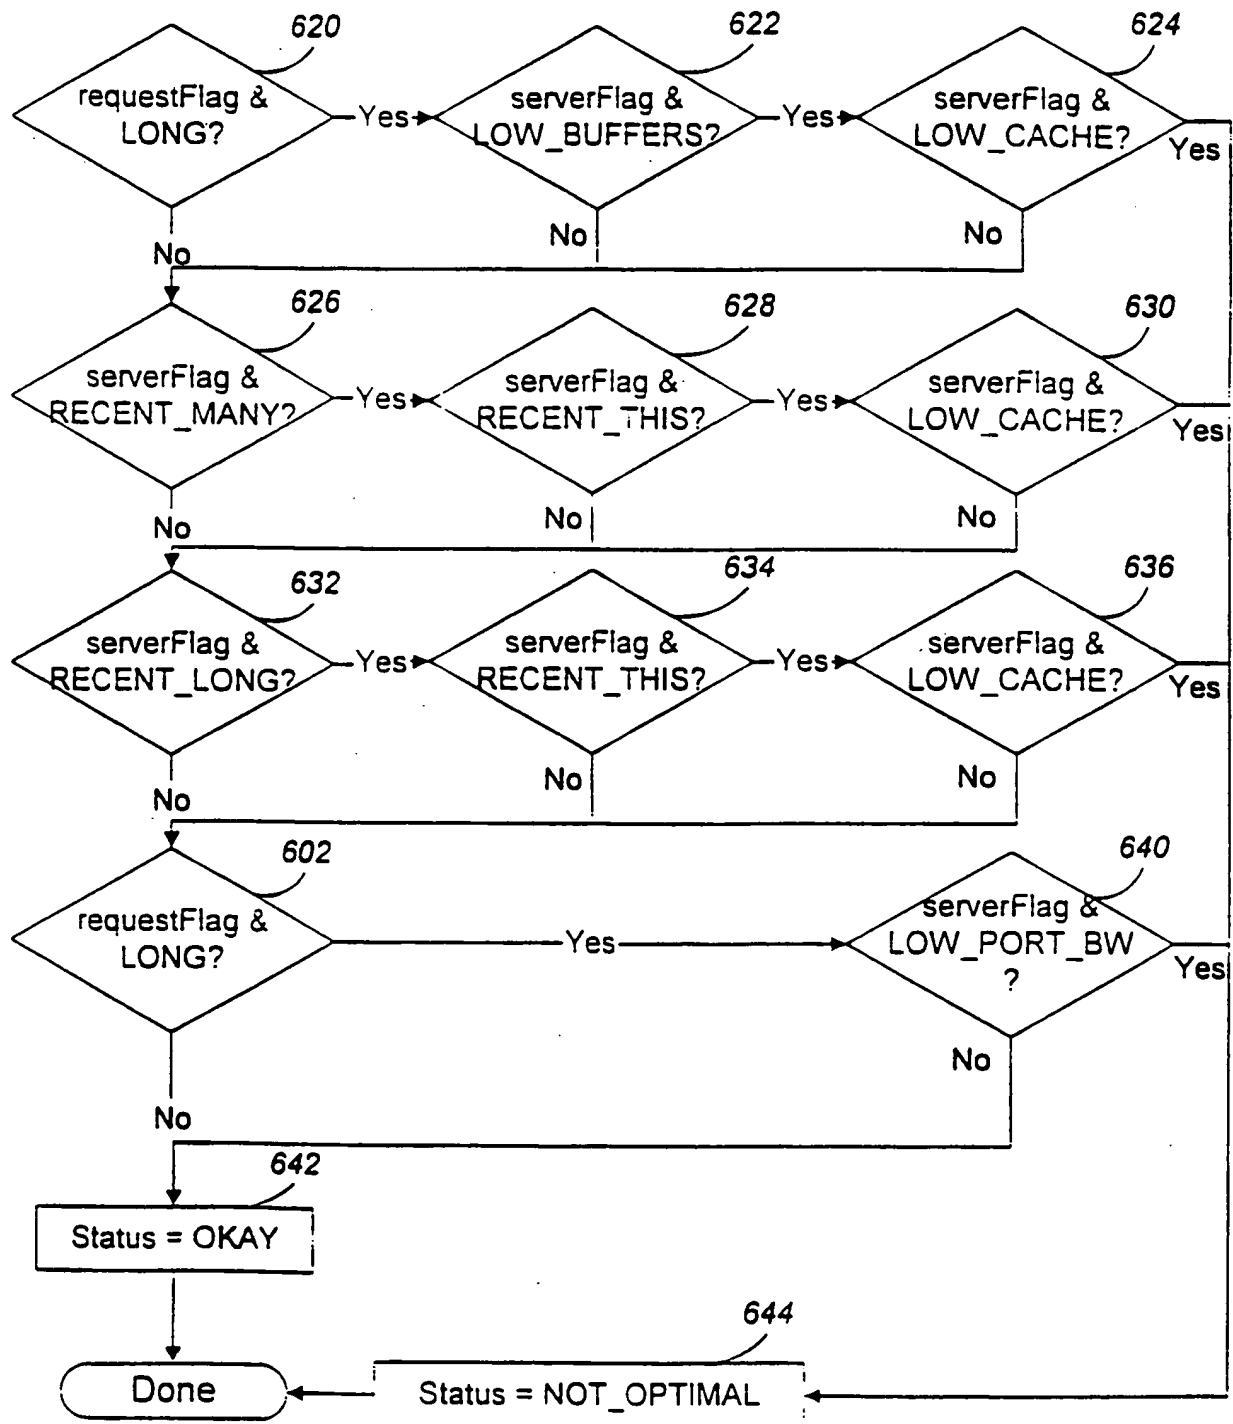 620
622
624
requestFlag &
LONG?
Yes
serverFlag &
LOW_BUFFERS?
Yes
serverFlag &
LOW_CACHE?
Yes
No
No
No
626
628
630
serverFlag &
RECENT_MANY?
Yes
serverFlag &
RECENT_THIS?
Yes
serverFlag &
LOW_CACHE?
Yes
No
No
No
632
634
636
serverFlag &
RECENT_LONG?
Yes
serverFlag &
RECENT_THIS?
Yes
serverFlag &
LOW_CACHE?
Yes
No
No
No
602
640
requestFlag &
LONG?
Yes
serverFlag &
LOW_PORT_BW
?
Yes
No
No
642
Status = OKAY
644
Done
Status = NOT_OPTIMAL